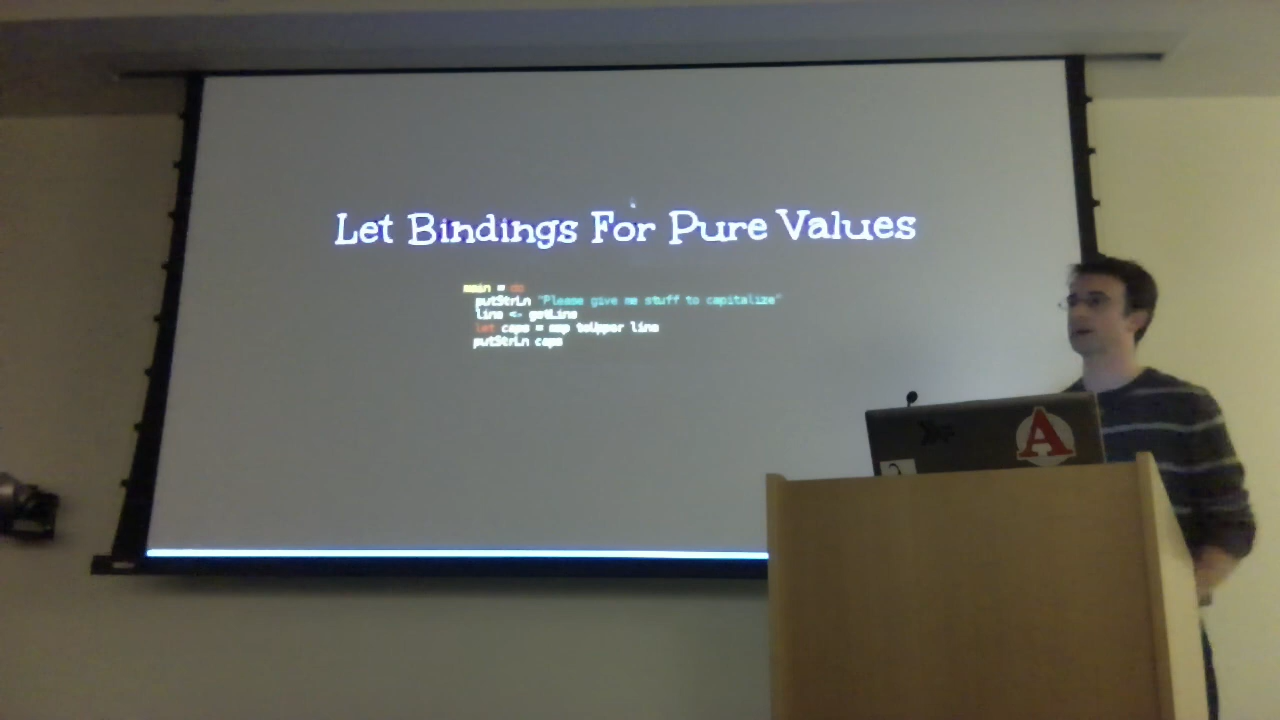 Let Bindings For Pure Values
main = do
putStrLn "Please give me stuff to capitalize"
line <- getLine
let caps = map toUpper line
putStrLn caps
A